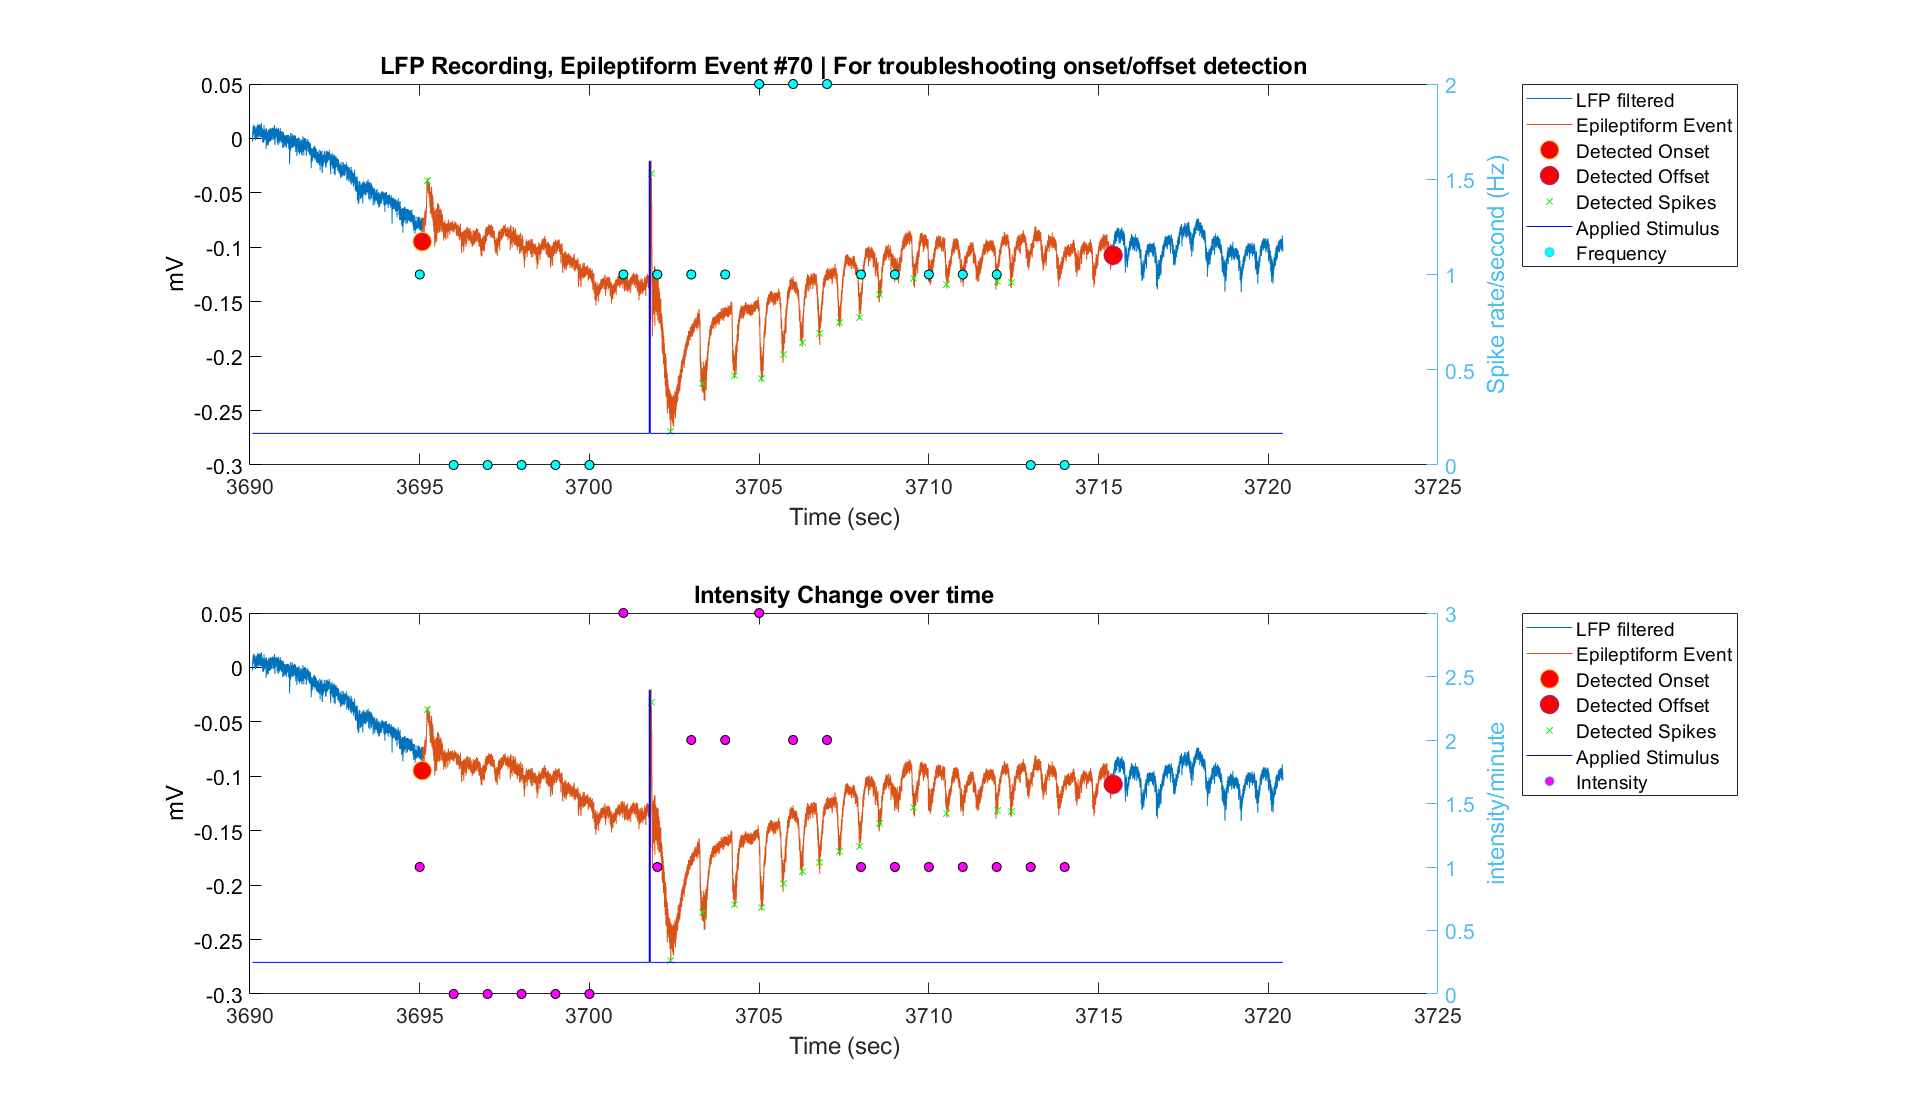 LFP Recording, Epileptiform Event #70 | For troubleshooting onset/offset detection
0.05
0
-0.05
-0.1
-0.15
-0.2
-0.25
-0.3
mV
3690
3695
3700
3705
3710
3715
3720
3725
Time (sec)
2
1.5
1
0.5
0
Spike rate/second (Hz)
LFP filtered
Epileptiform Event
Detected Onset
Detected Offset
Detected Spikes
Applied Stimulus
Frequency
Intensity Change over time
0.05
0
-0.05
-0.1
-0.15
-0.2
-0.25
-0.3
mV
3690
3695
3700
3705
3710
3715
3720
3725
Time (sec)
3
2.5
2
1.5
1
0.5
0
intensity/minute
LFP filtered
Epileptiform Event
Detected Onset
Detected Offset
Detected Spikes
Applied Stimulus
Intensity